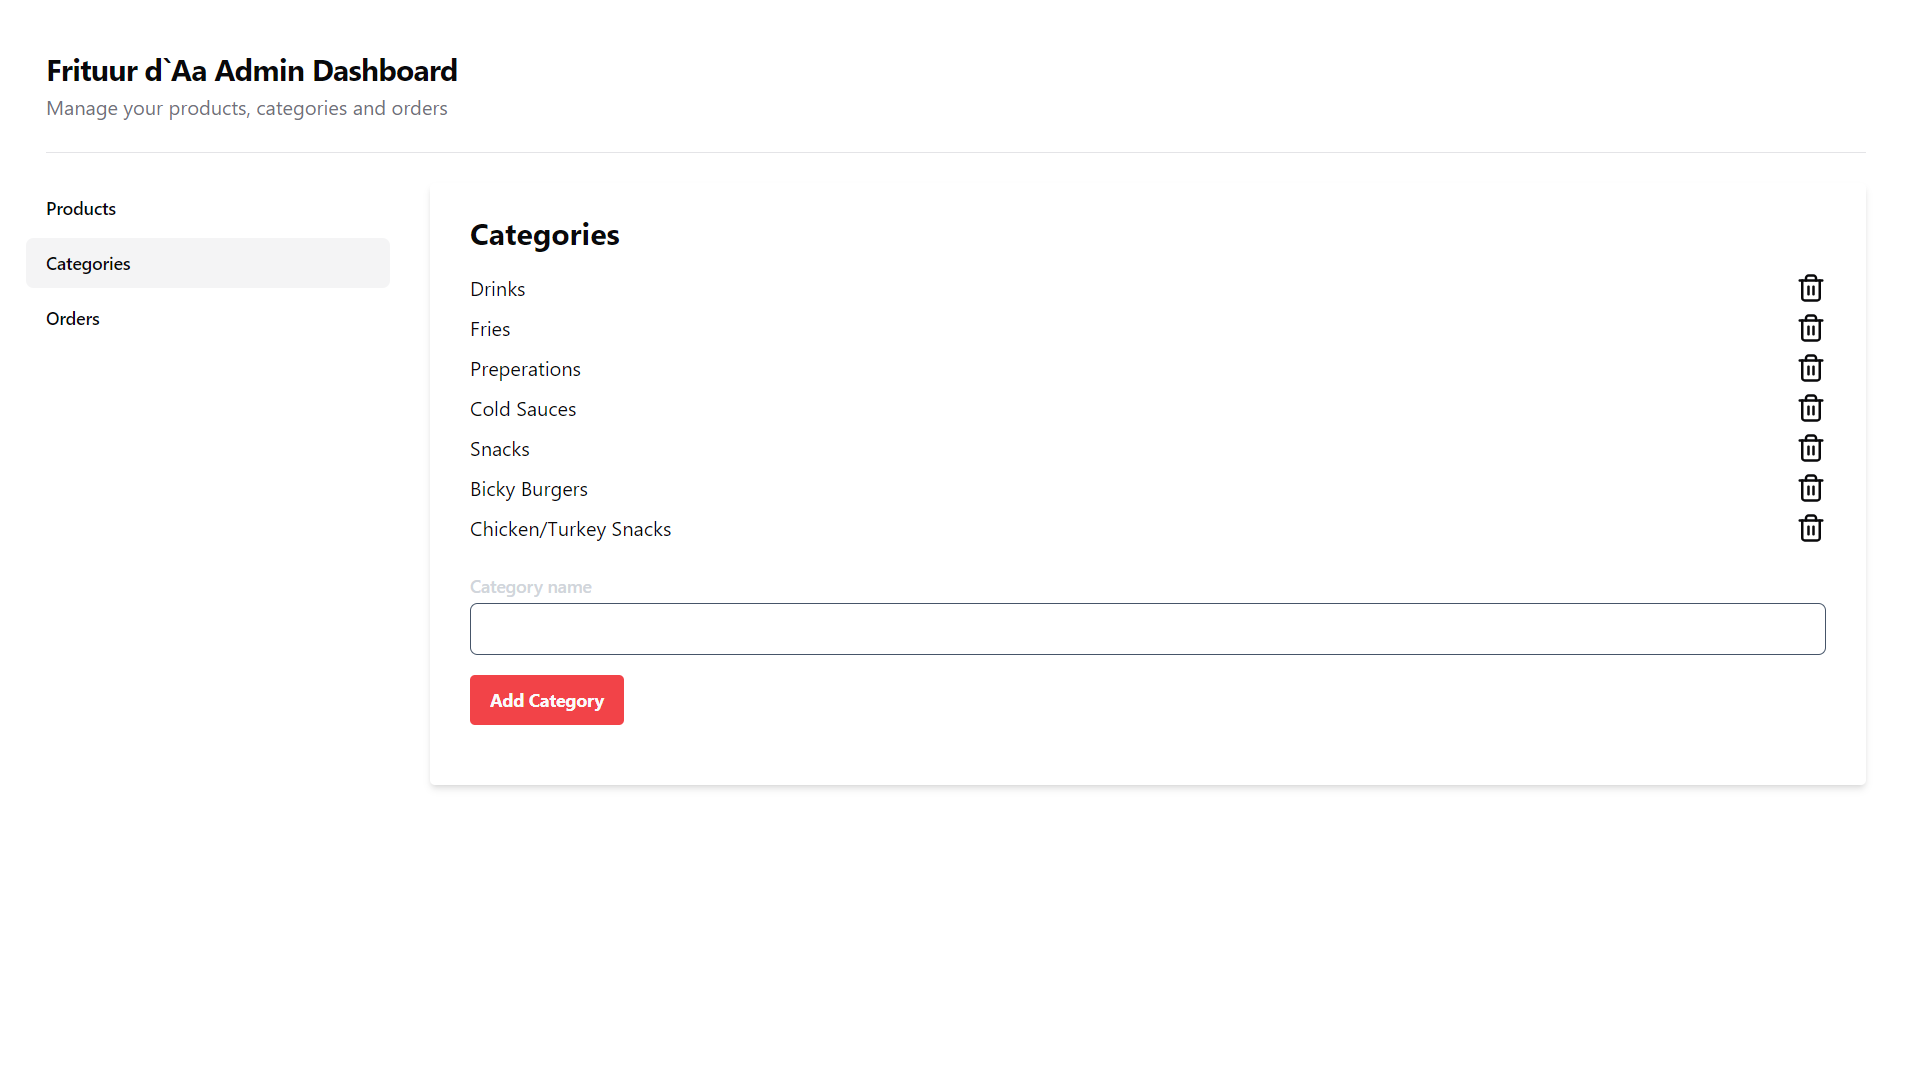 Frituur d`Aa Admin Dashboard
Manage your products, categories and orders
Products
Categories
Orders
Categories
Drinks
Fries
Preperations
Cold Sauces
Snacks
Bicky Burgers
Chicken/Turkey Snacks
Category name
Add Category